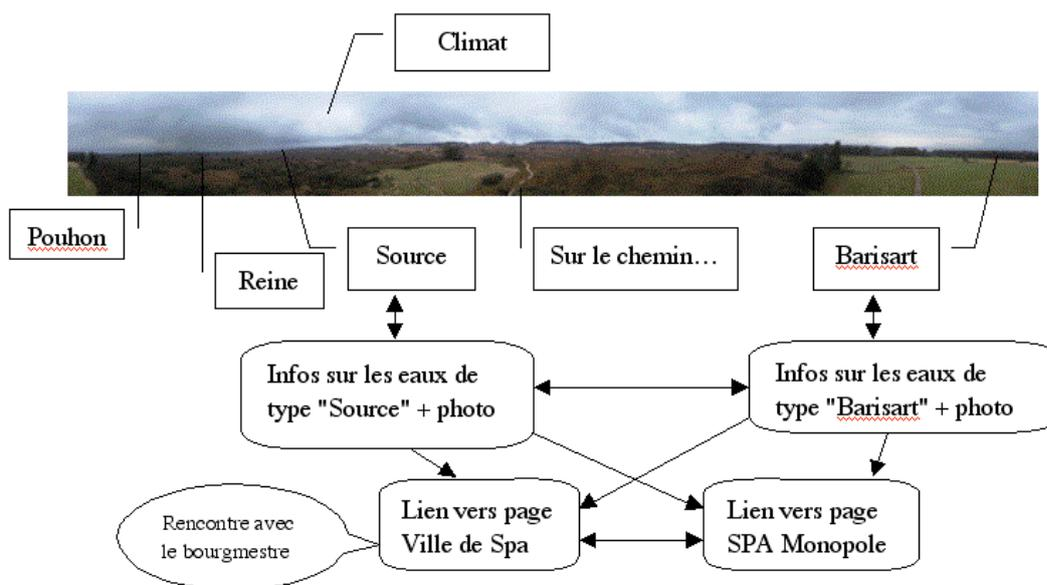 Climat
Pouhon
Reine
Source
Sur le chemin…
Barisart
Infos sur les eaux de
type "Source" + photo
Infos sur les eaux de
type "Barisart" + photo
Rencontre avec
le bourgmestre
Lien vers page
Ville de Spa
Lien vers page
SPA Monopole